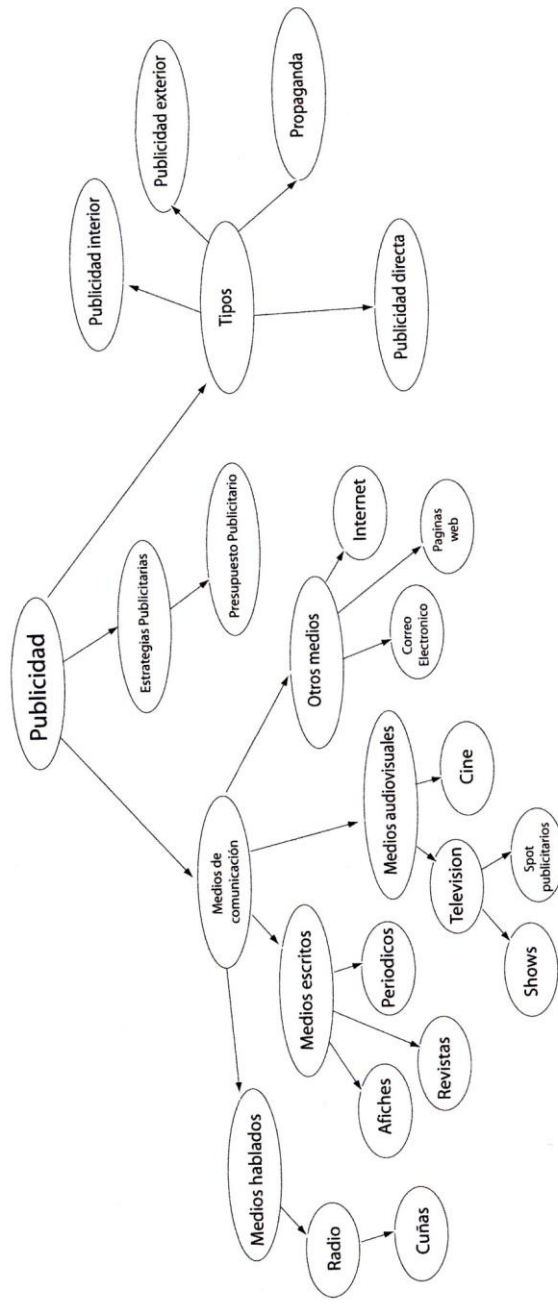 Publicidad
Estrategias Publicitarias
Presupuesto Publicitario
Tipos
Publicidad interior
Publicidad exterior
Propaganda
Publicidad directa
Medios de
comunicación
Medios hablados
Radio
Cuñas
Medios escritos
Afiches
Revistas
Periodicos
Medios audiovisuales
Television
Shows
Spot
publicitarios
Cine
Otros medios
Correo
Electronico
Paginas
web
Internet